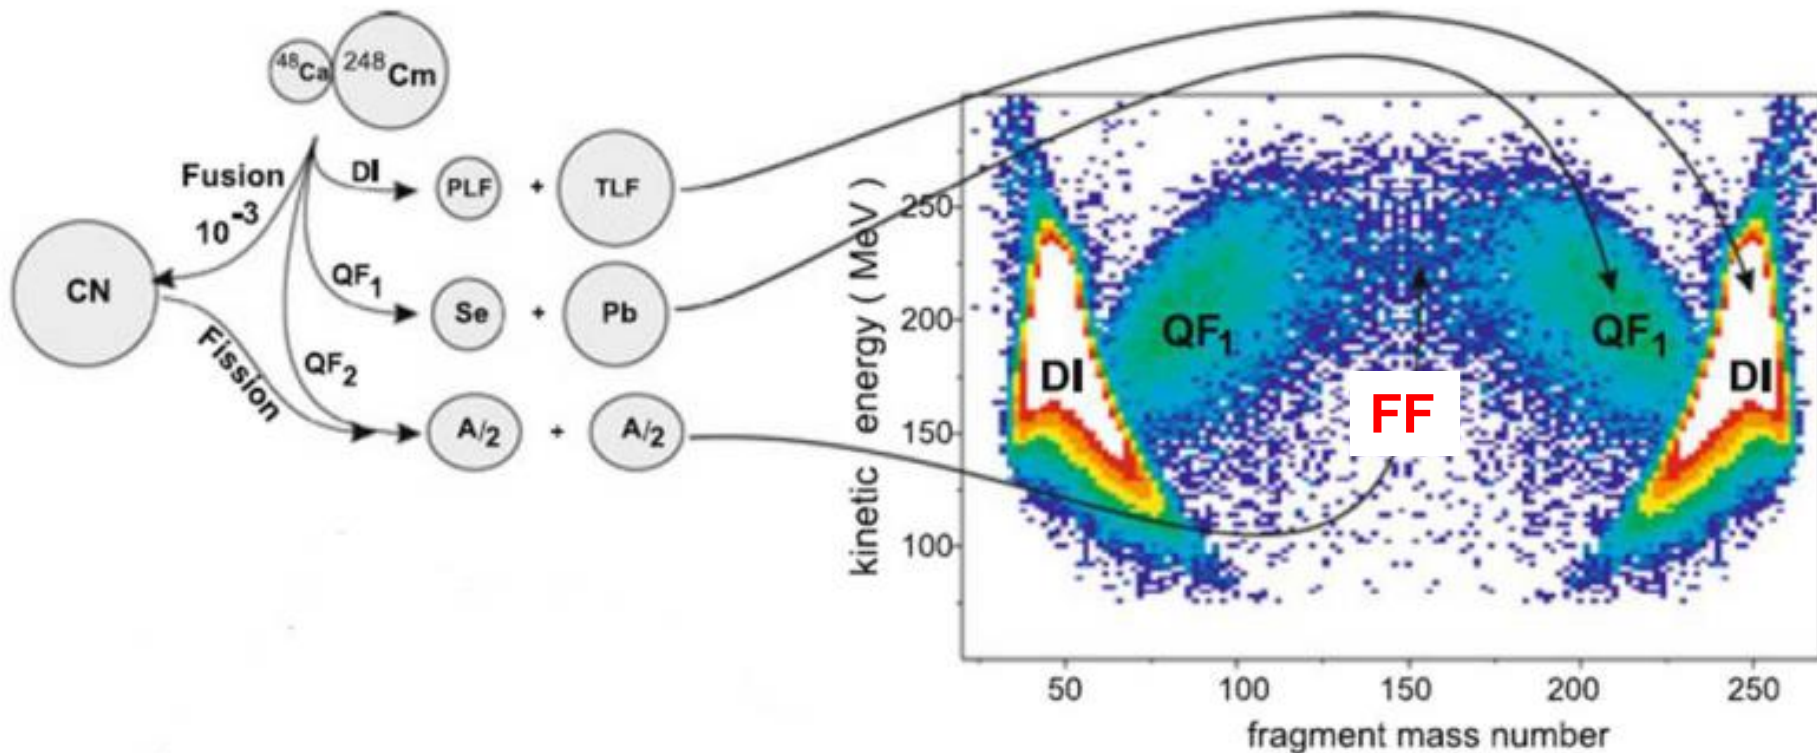 ⁴⁸Ca ²⁴⁸Cm
Fusion
10⁻³
DI
PLF + TLF
CN
QF₁
Se + Pb
Fission
QF₂
A/2 + A/2
kinetic energy ( MeV )
250
200
150
100
DI
QF₁
FF
QF₁
DI
50 100 150 200 250
fragment mass number